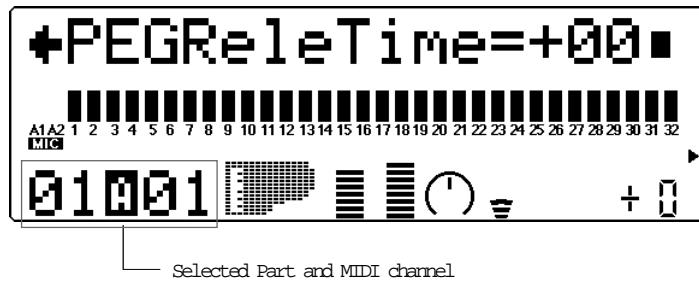 ←PEGReleTime=+00■
A1 A2 1 2 3 4 5 6 7 8 9 10 11 12 13 14 15 16 17 18 19 20 21 22 23 24 25 26 27 28 29 30 31 32
MIC
01A01 + 0
Selected Part and MIDI channel